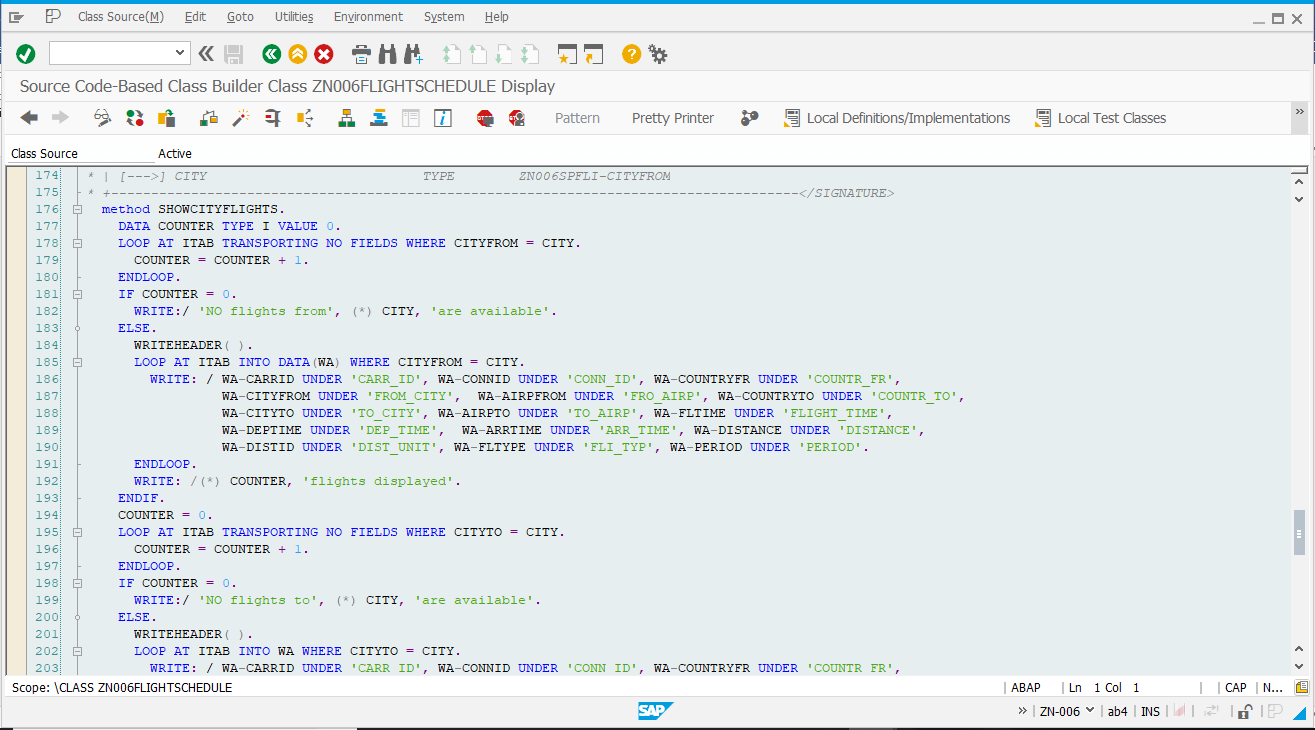 Class Source(M) Edit Goto Utilities Environment System Help
Source Code-Based Class Builder Class ZN006FLIGHTSCHEDULE Display
Pattern Pretty Printer Local Definitions/Implementations Local Test Classes
Class Source Active
174 * | [--->] CITY TYPE ZN006SPFLI-CITYFROM
175 * +--------------------------------------------------------------------------------------</SIGNATURE>
176 method SHOWCITYFLIGHTS.
177 DATA COUNTER TYPE I VALUE 0.
178 LOOP AT ITAB TRANSPORTING NO FIELDS WHERE CITYFROM = CITY.
179 COUNTER = COUNTER + 1.
180 ENDLOOP.
181 IF COUNTER = 0.
182 WRITE:/ 'NO flights from', (*) CITY, 'are available'.
183 ELSE.
184 WRITEHEADER( ).
185 LOOP AT ITAB INTO DATA(WA) WHERE CITYFROM = CITY.
186 WRITE: / WA-CARRID UNDER 'CARR_ID', WA-CONNID UNDER 'CONN_ID', WA-COUNTRYFR UNDER 'COUNTR_FR',
187 WA-CITYFROM UNDER 'FROM_CITY', WA-AIRPFROM UNDER 'FRO_AIRP', WA-COUNTRYTO UNDER 'COUNTR_TO',
188 WA-CITYTO UNDER 'TO_CITY', WA-AIRPTO UNDER 'TO_AIRP', WA-FLTIME UNDER 'FLIGHT_TIME',
189 WA-DEPTIME UNDER 'DEP_TIME', WA-ARRTIME UNDER 'ARR_TIME', WA-DISTANCE UNDER 'DISTANCE',
190 WA-DISTID UNDER 'DIST_UNIT', WA-FLTYPE UNDER 'FLI_TYP', WA-PERIOD UNDER 'PERIOD'.
191 ENDLOOP.
192 WRITE: /(*) COUNTER, 'flights displayed'.
193 ENDIF.
194 COUNTER = 0.
195 LOOP AT ITAB TRANSPORTING NO FIELDS WHERE CITYTO = CITY.
196 COUNTER = COUNTER + 1.
197 ENDLOOP.
198 IF COUNTER = 0.
199 WRITE:/ 'NO flights to', (*) CITY, 'are available'.
200 ELSE.
201 WRITEHEADER( ).
202 LOOP AT ITAB INTO WA WHERE CITYTO = CITY.
203 WRITE: / WA-CARRID UNDER 'CARR_ID', WA-CONNID UNDER 'CONN_ID', WA-COUNTRYFR UNDER 'COUNTR_FR',
Scope: \CLASS ZN006FLIGHTSCHEDULE ABAP Ln 1 Col 1 CAP N...
SAP » ZN-006 ab4 INS